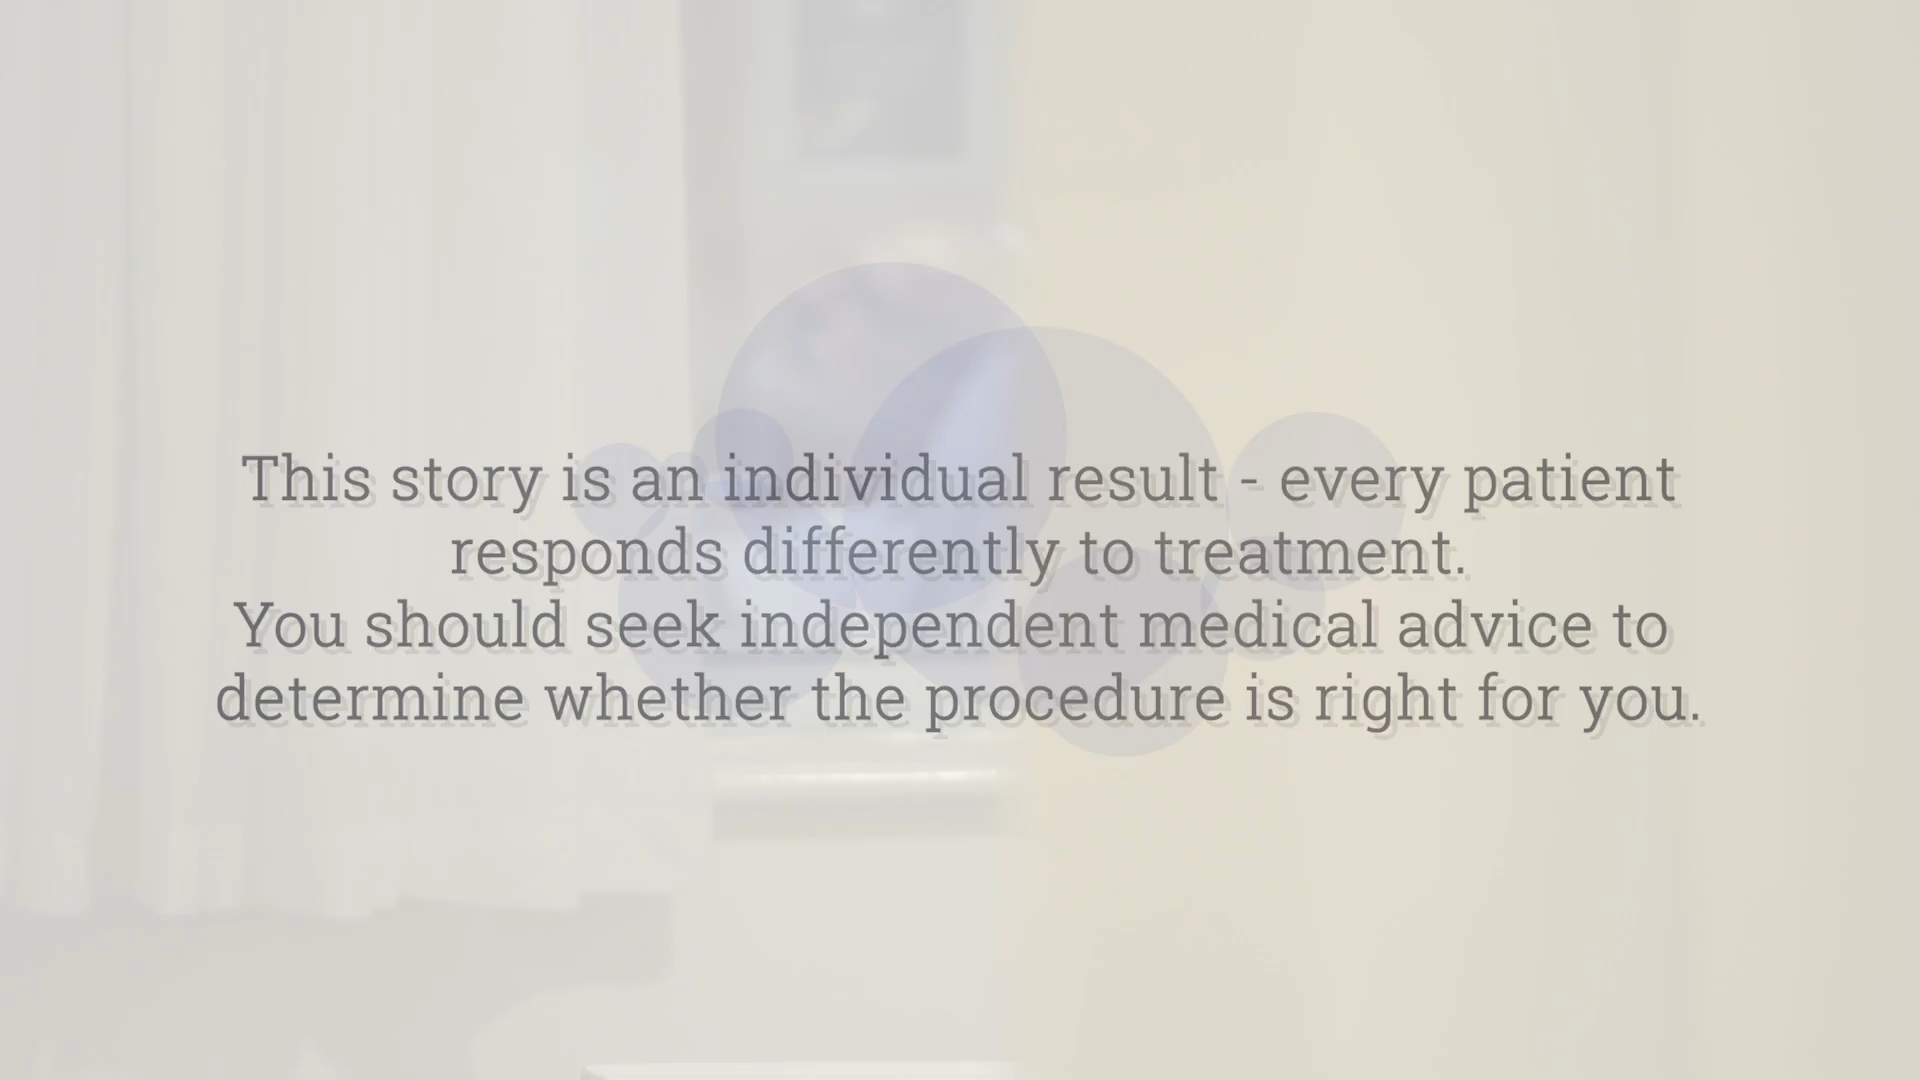 This story is an individual result - every patient
responds differently to treatment.
You should seek independent medical advice to
determine whether the procedure is right for you.